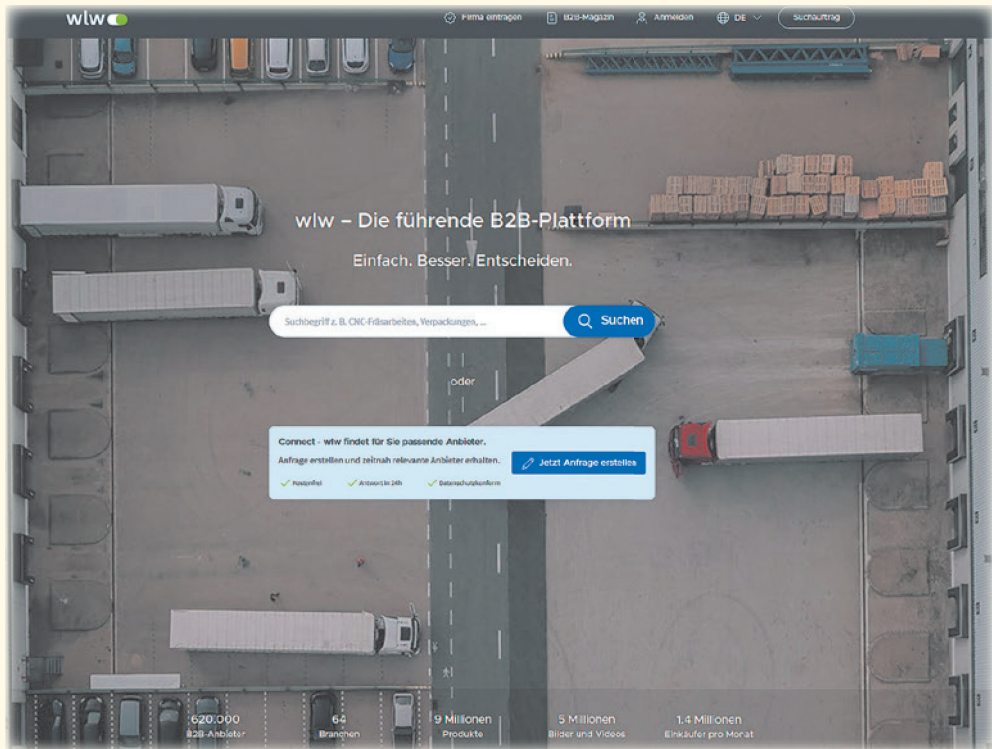 wlw
Firma eintragen B2B-Magazin Anmelden DE Suchauftrag
wlw – Die führende B2B-Plattform
Einfach. Besser. Entscheiden.
Suchbegriff z. B. CNC-Fräsarbeiten, Verpackungen, ...
Suchen
oder
Connect - wlw findet für Sie passende Anbieter.
Anfrage erstellen und zeitnah relevante Anbieter erhalten.
Jetzt Anfrage erstellen
Kostenfrei Antwort in 24h Datenschutzkonform
620.000 64 9 Millionen 5 Millionen 1.4 Millionen
B2B-Anbieter Branchen Produkte Bilder und Videos Einkäufer pro Monat